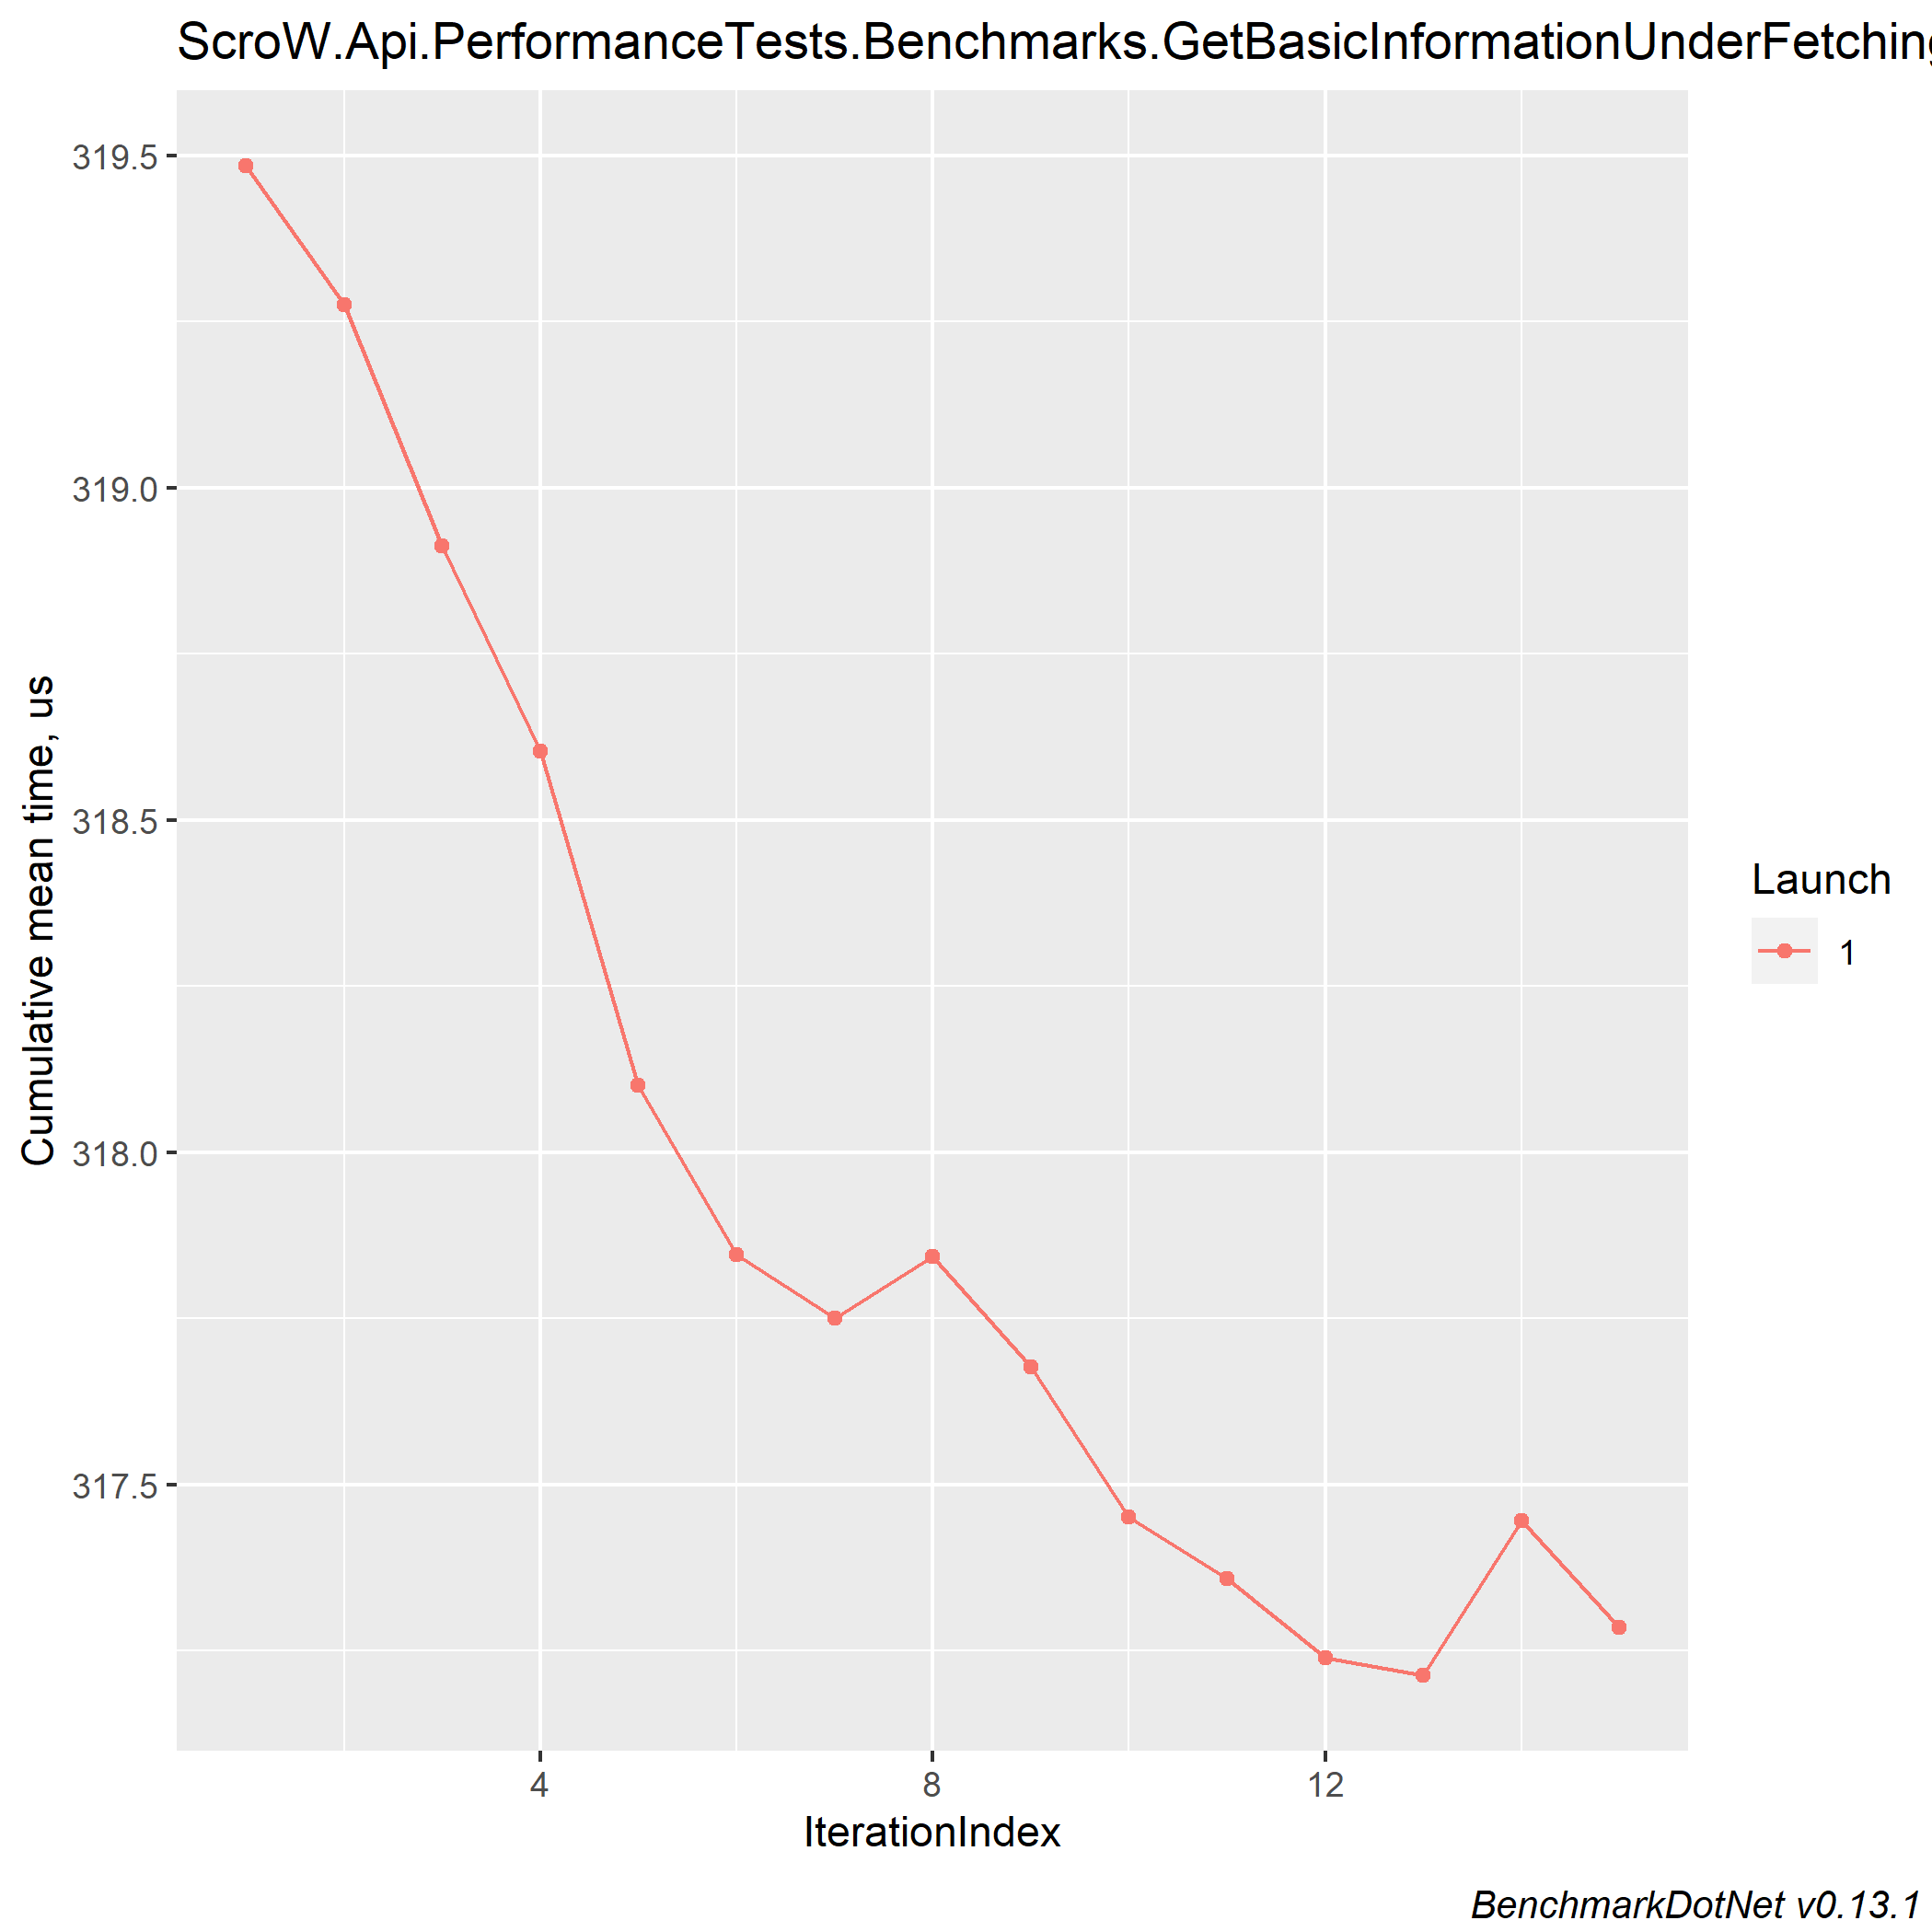 ScroW.Api.PerformanceTests.Benchmarks.GetBasicInformationUnderFetching
319.5
319.0
318.5
318.0
317.5
Cumulative mean time, us
4
8
12
IterationIndex
Launch
1
BenchmarkDotNet v0.13.1